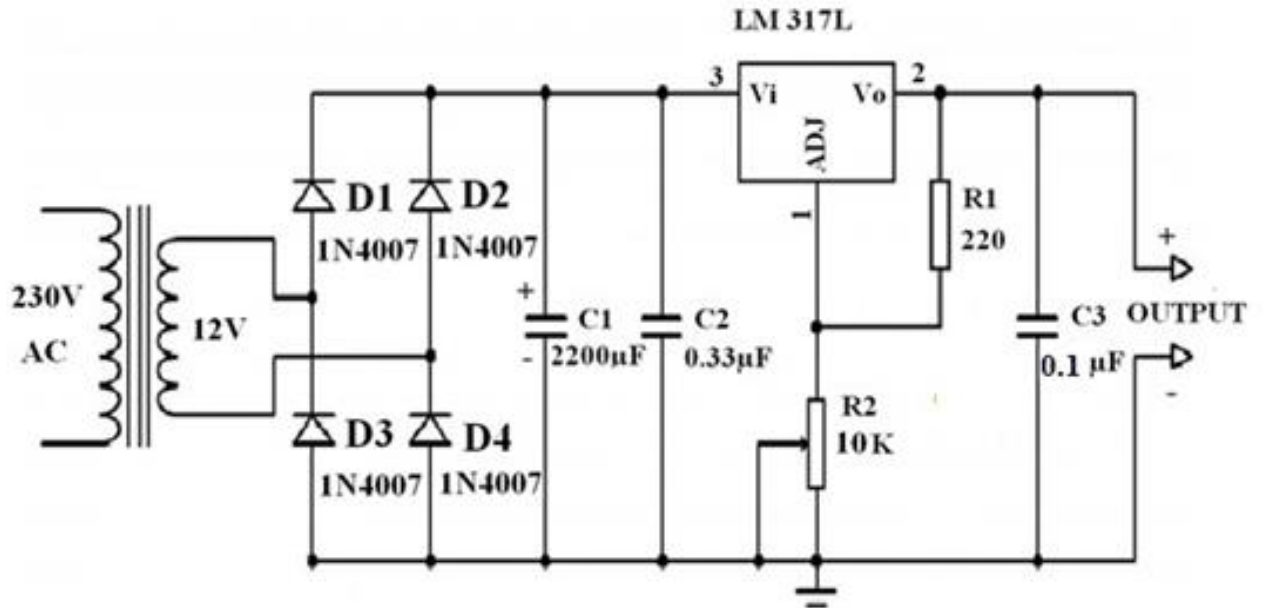 LM 317L
3
Vi
Vo
2
ADJ
1
D1
1N4007
D2
1N4007
230V
AC
12V
D3
1N4007
D4
1N4007
+
-
C1
2200µF
C2
0.33µF
R1
220
R2
10K
C3
0.1 µF
+
OUTPUT
-